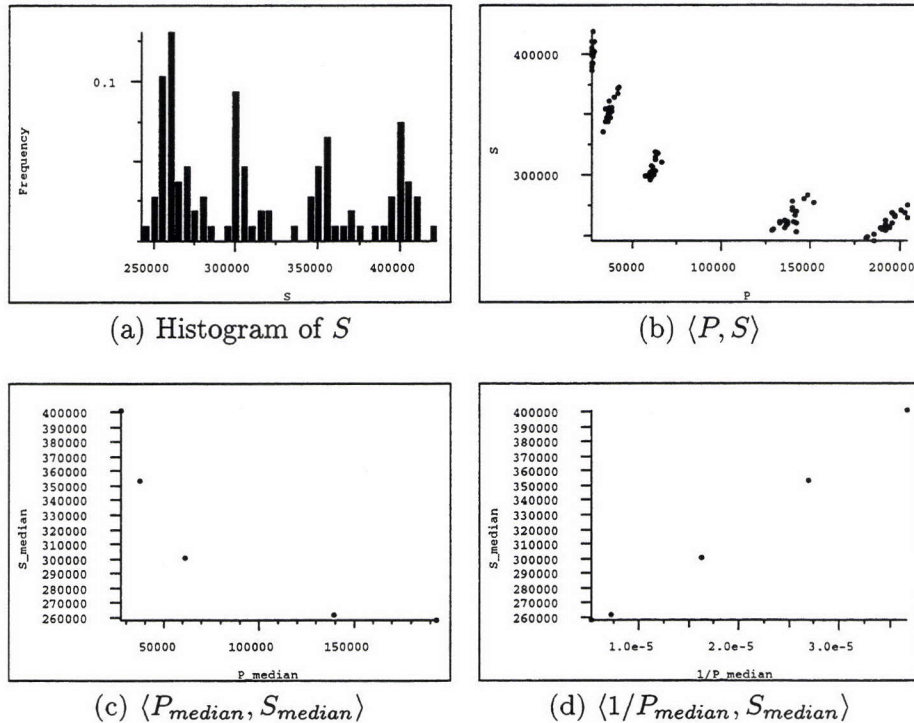 0.1
Frequency
250000 300000 350000 400000
S
(a) Histogram of S
400000
S
300000
50000 100000 150000 200000
P
(b) ⟨P, S⟩
400000
390000
380000
370000
360000
350000
340000
330000
320000
310000
300000
290000
280000
270000
260000
S_median
50000 100000 150000
P_median
(c) ⟨P_median, S_median⟩
400000
390000
380000
370000
360000
350000
340000
330000
320000
310000
300000
290000
280000
270000
260000
S_median
1.0e-5 2.0e-5 3.0e-5
1/P_median
(d) ⟨1/P_median, S_median⟩